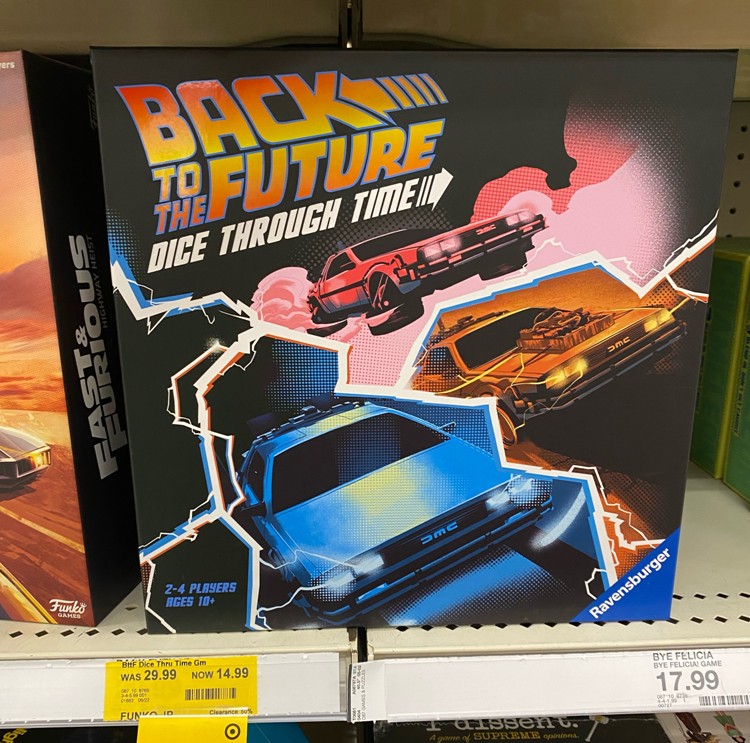 ers
FAST &
FURIOUS
HIGHWAY HEIST
Funko
GAMES
BACK
TO
THE
FUTURE
DICE THROUGH TIME
DMC
DMC
DMC
2-4 PLAYERS
AGES 10+
Ravensburger
BttF Dice Thru Time Gm
WAS 29.99 NOW 14.99
Clearance 50%
BYE FELICIA
BYE FELICIA! GAME
17.99
dissent.
A game of SUPREME opinions.